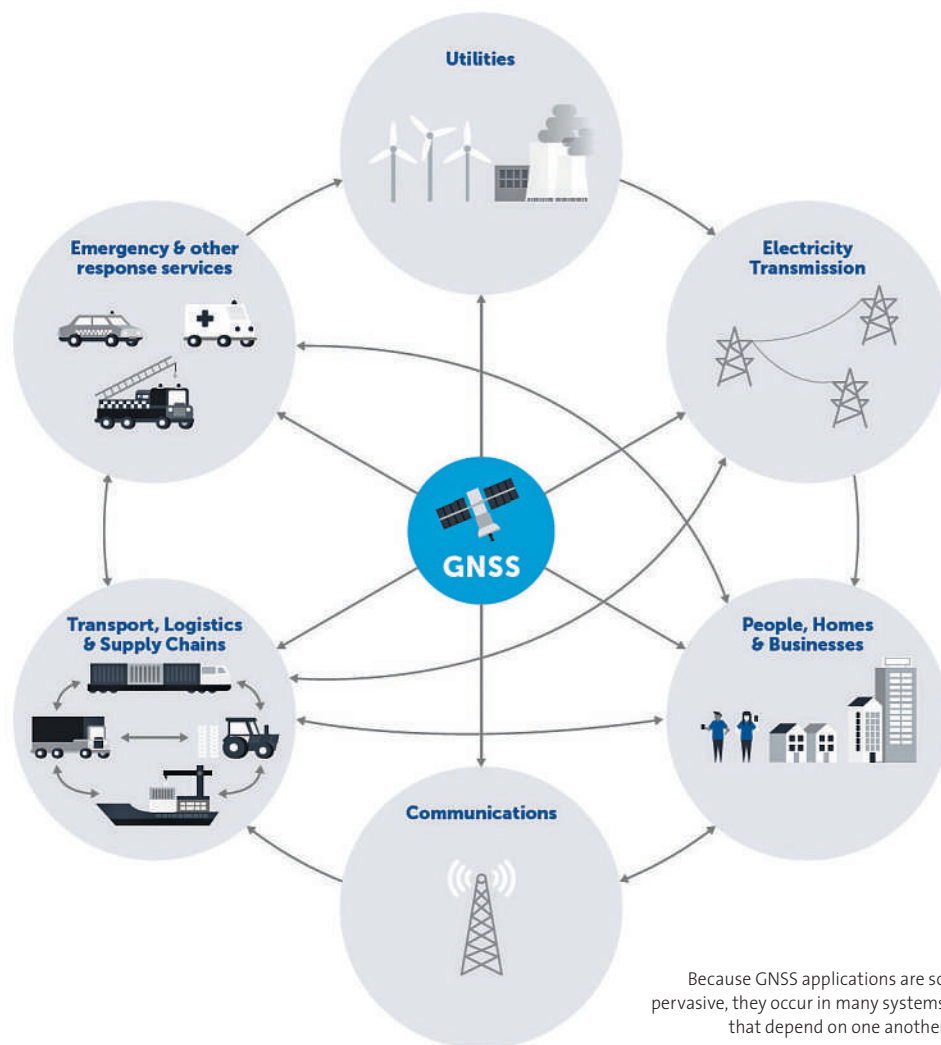 Utilities
Emergency & other
response services
Electricity
Transmission
GNSS
Transport, Logistics
& Supply Chains
People, Homes
& Businesses
Communications
Because GNSS applications are so
pervasive, they occur in many systems
that depend on one another